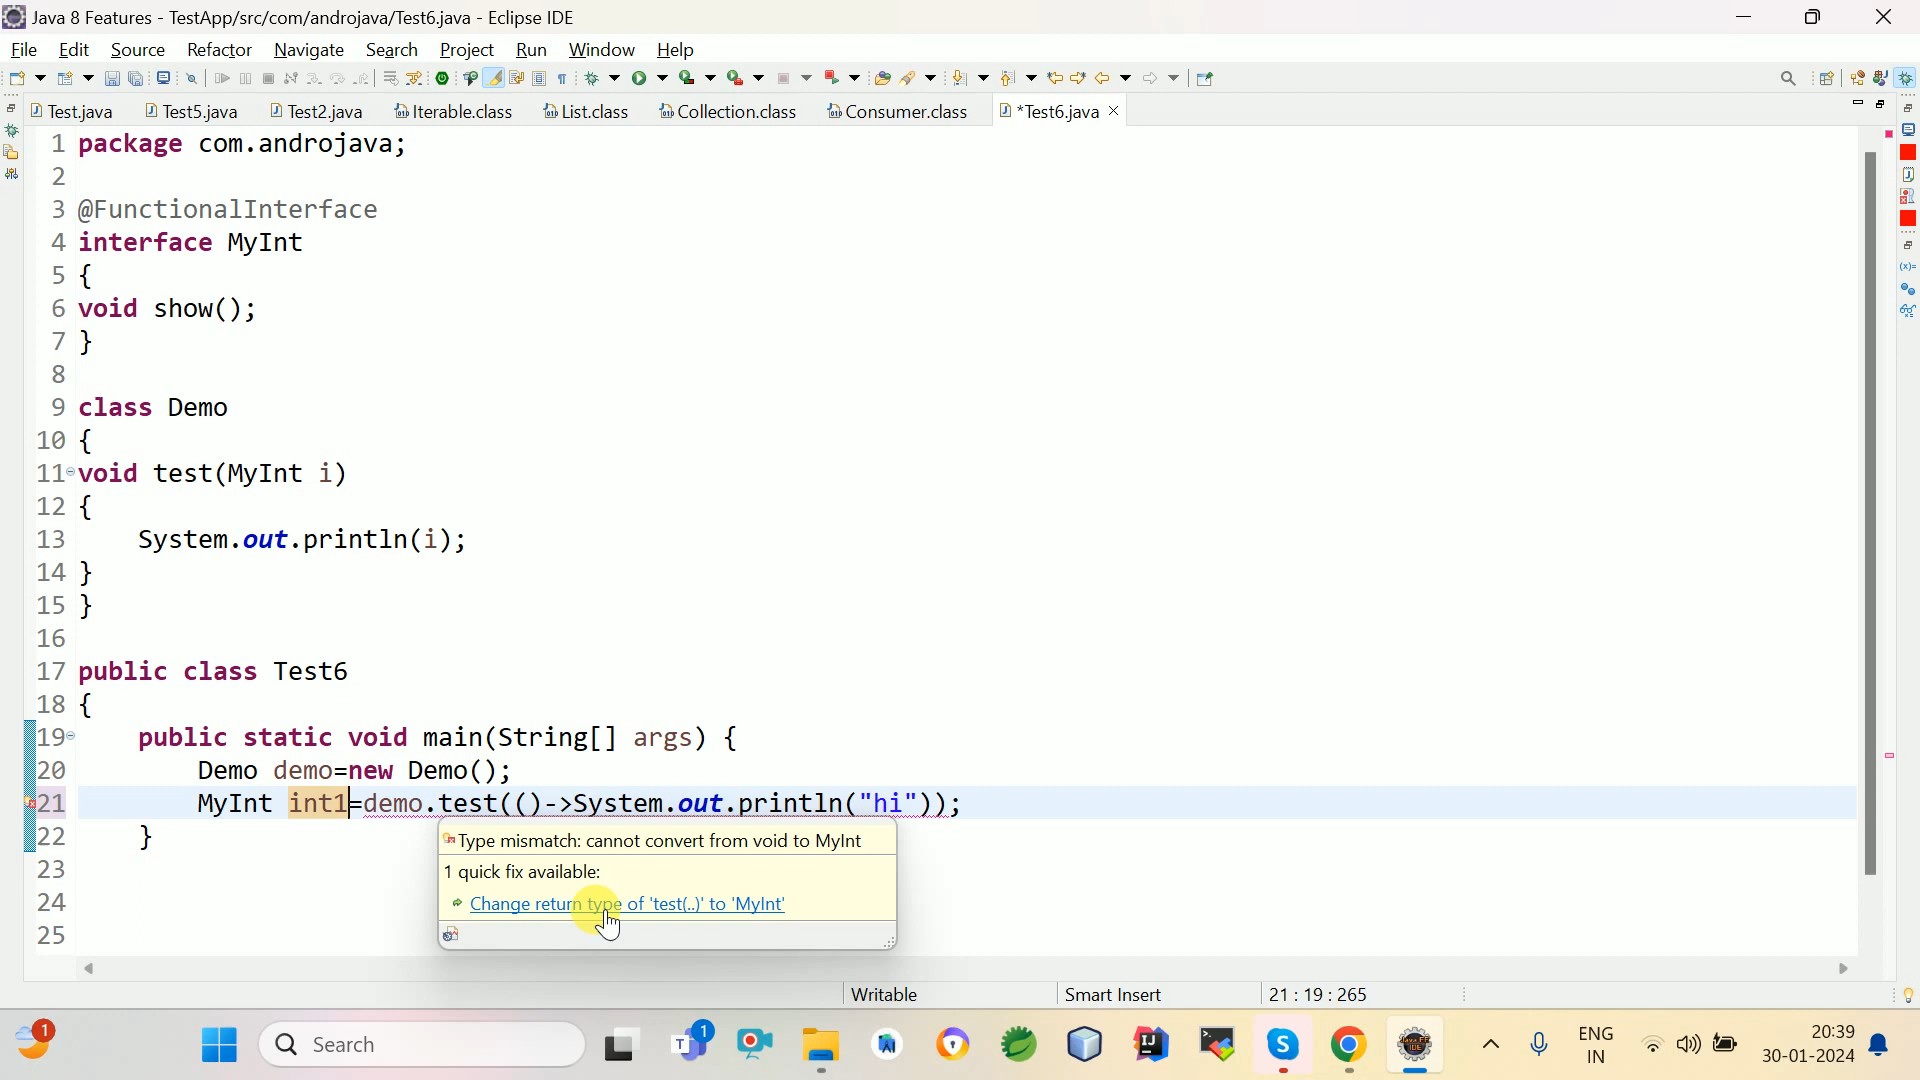 Java 8 Features - TestApp/src/com/androjava/Test6.java - Eclipse IDE
File Edit Source Refactor Navigate Search Project Run Window Help
Test.java Test5.java Test2.java Iterable.class List.class Collection.class Consumer.class *Test6.java
1 package com.androjava;
2
3 @FunctionalInterface
4 interface MyInt
5 {
6 void show();
7 }
8
9 class Demo
10 {
11 void test(MyInt i)
12 {
13 System.out.println(i);
14 }
15 }
16
17 public class Test6
18 {
19 public static void main(String[] args) {
20 Demo demo=new Demo();
21 MyInt int1=demo.test(()->System.out.println("hi"));
22 }
Type mismatch: cannot convert from void to MyInt
23
1 quick fix available:
24
Change return type of 'test(..)' to 'MyInt'
25
Writable Smart Insert 21 : 19 : 265
1 Search 1 ENG 20:39
IN 30-01-2024